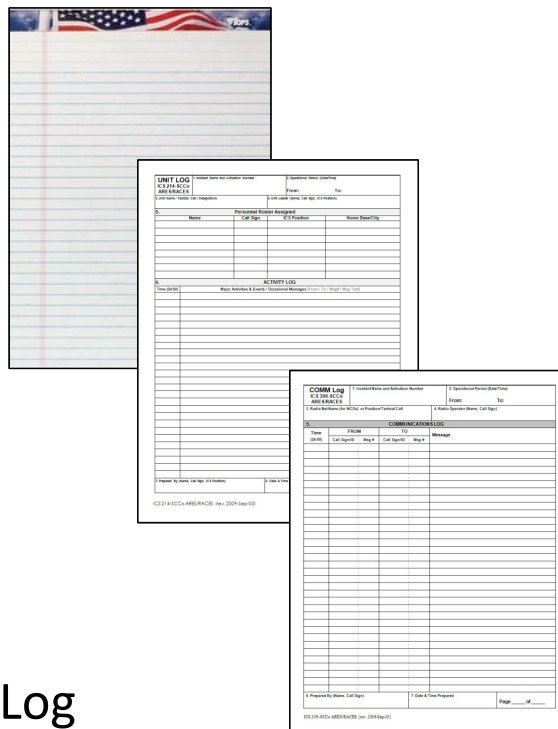 TOPS
UNIT LOG
ICS 214-SCCo
ARES/RACES
1. Incident Name and Activation Number
2. Operational Period (Date/Time)
From: To:
3. Unit Name / Tactical Call / Designators
4. Unit Leader (Name, Call Sign, ICS Position)
5. Personnel Roster Assigned
Name Call Sign ICS Position Home Base/City
6. ACTIVITY LOG
Time (24:00) Major Activities & Events / Occasional Messages (From / To / Msg# / Msg Text)
7. Prepared By (Name, Call Sign, ICS Position)
8. Date & Time
ICS 214-SCCo ARES/RACES (rev. 2009-Sep-03)
COMM Log
ICS 309-SCCo
ARES/RACES
1. Incident Name and Activation Number
2. Operational Period (Date/Time)
From: To:
3. Radio Net Name (for NCOs) or Position/Tactical Call
4. Radio Operator (Name, Call Sign)
5. COMMUNICATIONS LOG
Time FROM TO Message
(24:00) Call Sign/ID Msg # Call Sign/ID Msg #
6. Prepared By (Name, Call Sign)
7. Date & Time Prepared
Page _____ of _____
ICS 309-SCCo ARES/RACES (rev. 2009-Sep-03)
Log